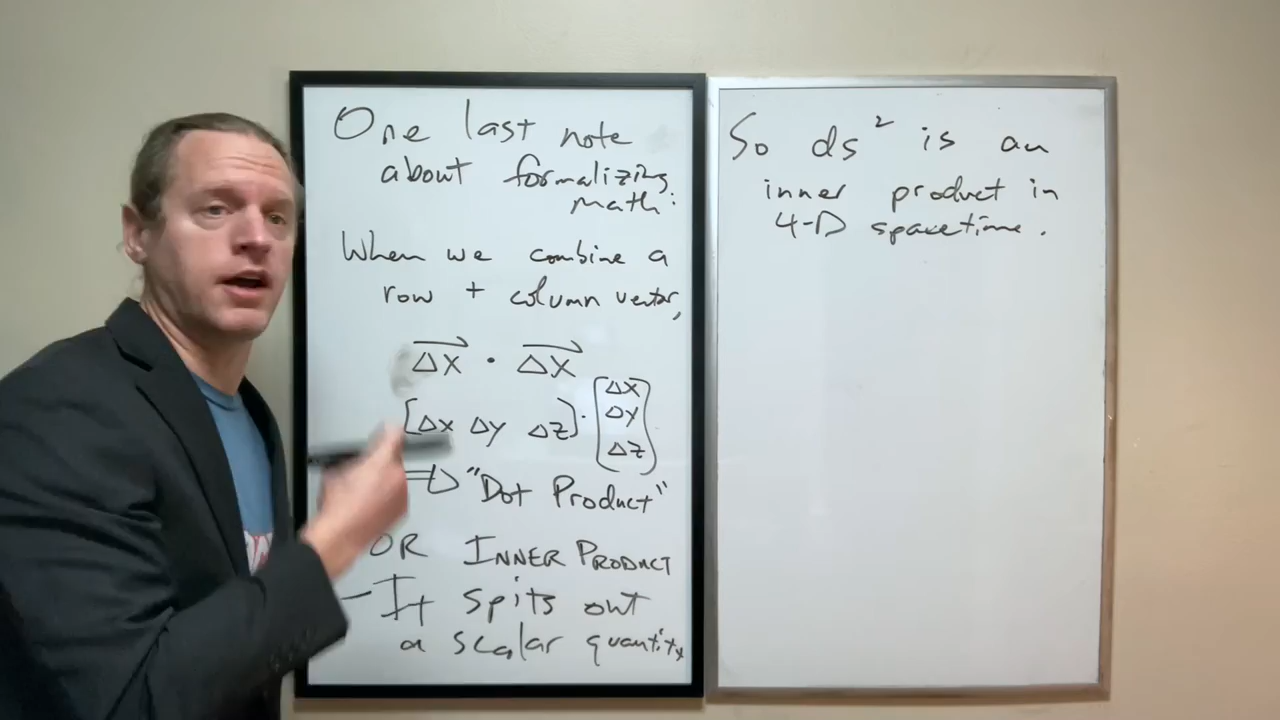 One last note
about formalizing
math:
When we combine a
row + column vector,
Δx · Δx
[Δx Δy Δz] · [Δx
Δy
Δz]
"Dot Product"
OR INNER PRODUCT
- It spits out
a scalar quantity
So ds² is an
inner product in
4-D spacetime.